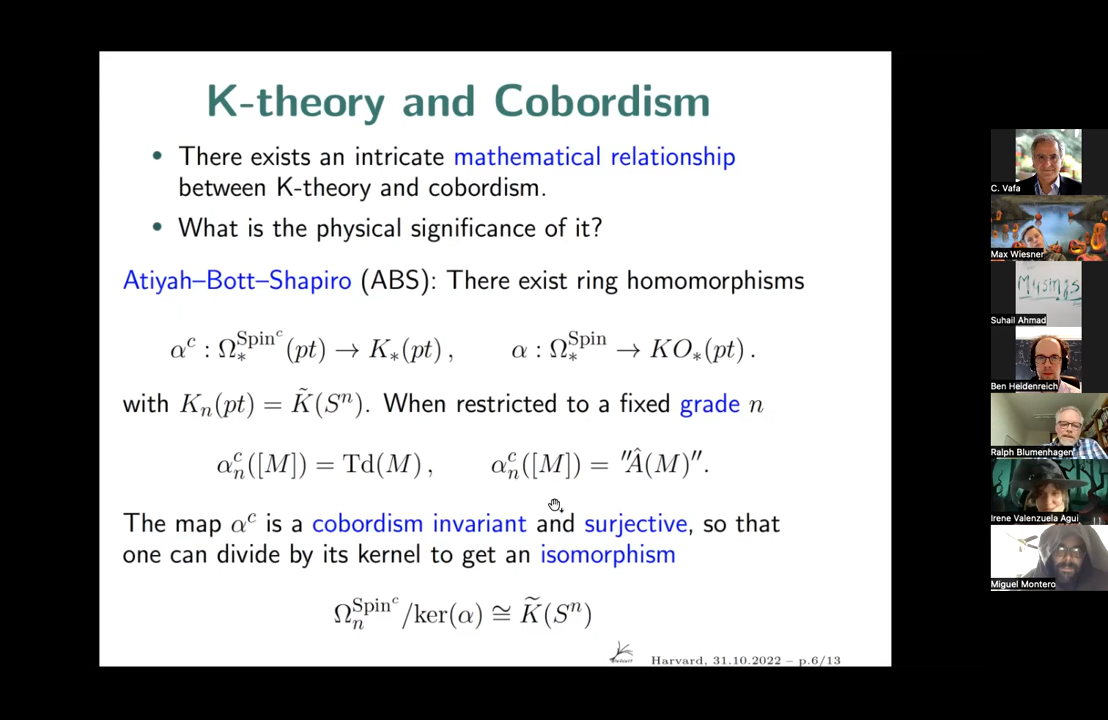 K-theory and Cobordism
• There exists an intricate mathematical relationship
between K-theory and cobordism.
• What is the physical significance of it?
Atiyah–Bott–Shapiro (ABS): There exist ring homomorphisms
α^c : Ω_*^{Spin^c}(pt) → K_*(pt) , α : Ω_*^{Spin} → KO_*(pt) .
with K_n(pt) = K̃(S^n). When restricted to a fixed grade n
α_n^c([M]) = Td(M) , α_n^c([M]) = "Â(M)".
The map α^c is a cobordism invariant and surjective, so that
one can divide by its kernel to get an isomorphism
Ω_n^{Spin^c}/ker(α) ≅ K̃(S^n)
Harvard, 31.10.2022 – p.6/13
C. Vafa
Max Wiesner
Musings
Suhail Ahmad
Ben Heidenreich
Ralph Blumenhagen
Irene Valenzuela Agui
Miguel Montero